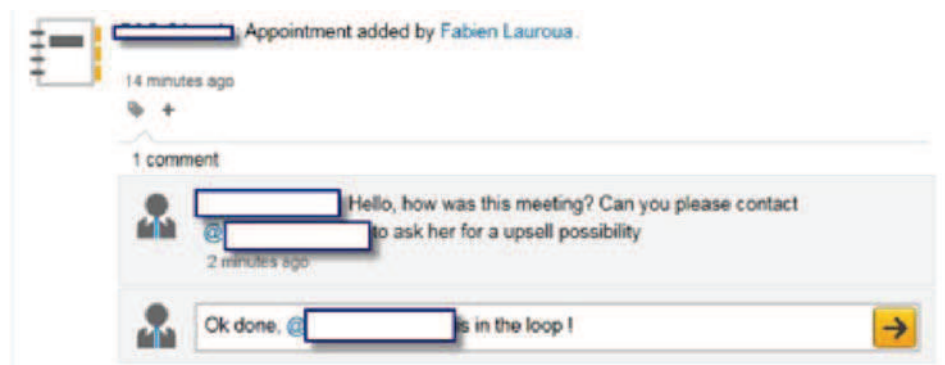 Appointment added by Fabien Lauroua.
14 minutes ago
1 comment
Hello, how was this meeting? Can you please contact
@ to ask her for a upsell possibility
2 minutes ago
Ok done, @ is in the loop !